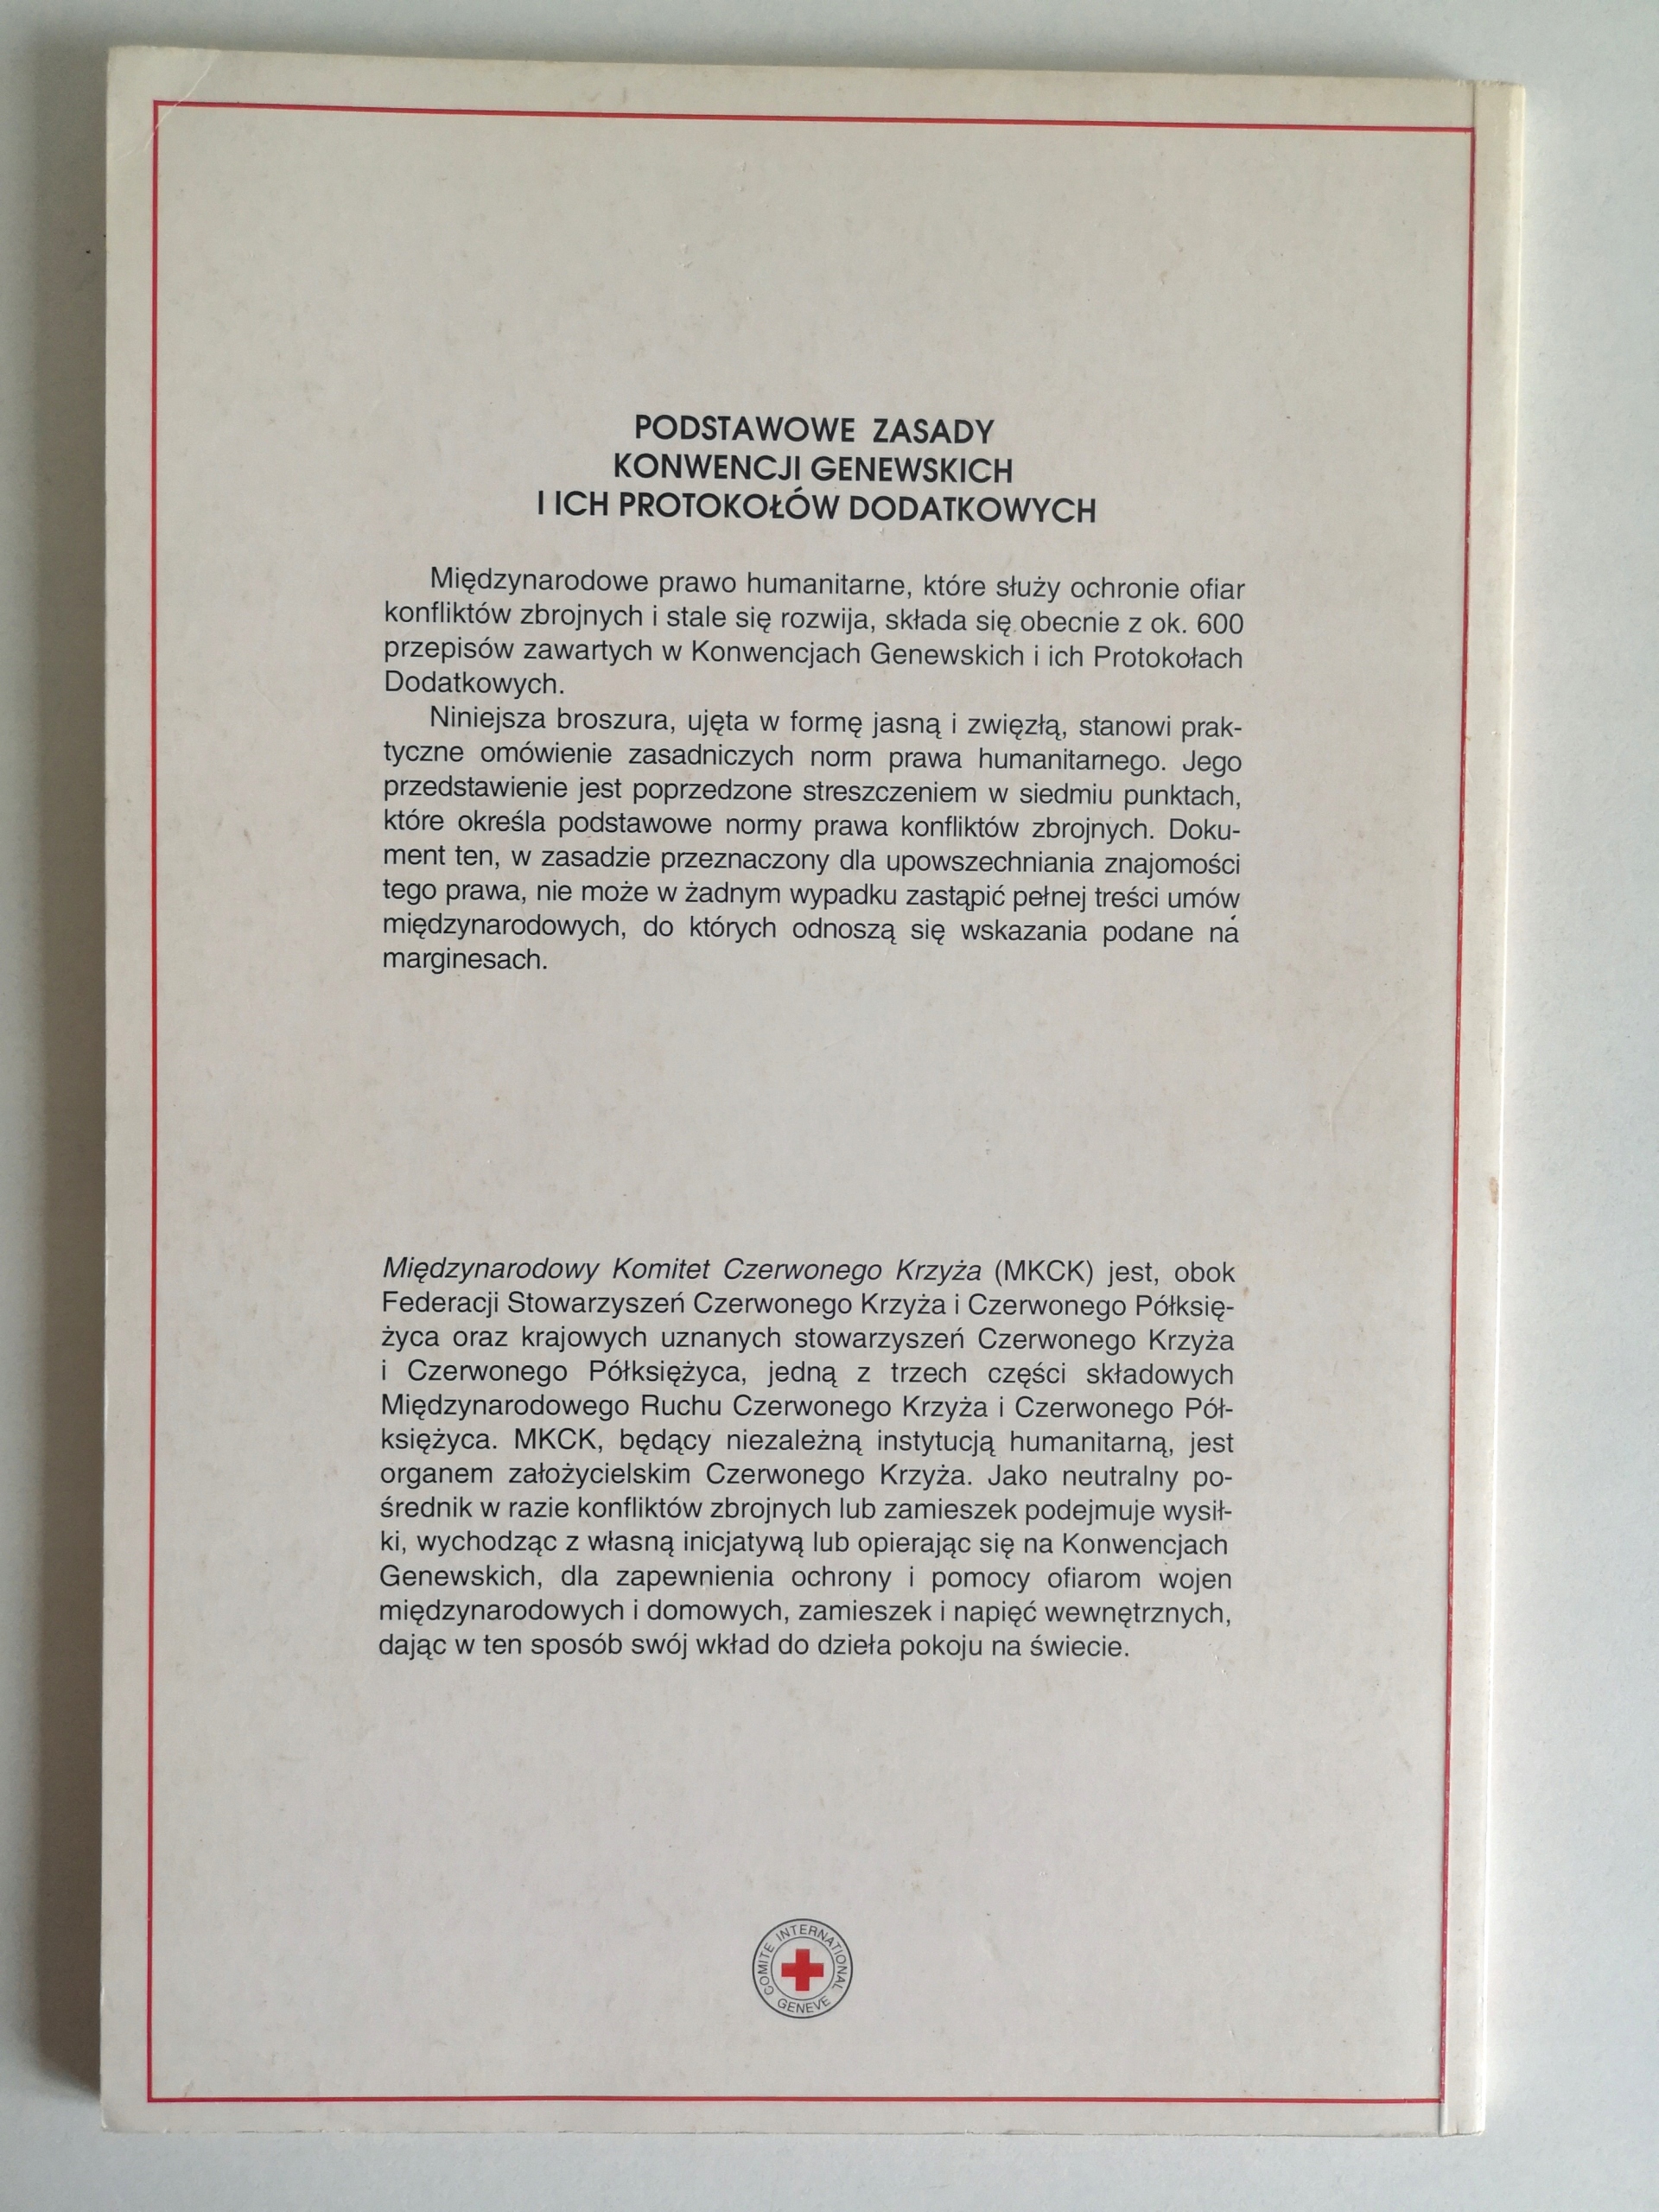 PODSTAWOWE ZASADY
KONWENCJI GENEWSKICH
I ICH PROTOKOŁÓW DODATKOWYCH
Międzynarodowe prawo humanitarne, które służy ochronie ofiar
konfliktów zbrojnych i stale się rozwija, składa się obecnie z ok. 600
przepisów zawartych w Konwencjach Genewskich i ich Protokołach
Dodatkowych.
Niniejsza broszura, ujęta w formę jasną i zwięzłą, stanowi prak-
tyczne omówienie zasadniczych norm prawa humanitarnego. Jego
przedstawienie jest poprzedzone streszczeniem w siedmiu punktach,
które określa podstawowe normy prawa konfliktów zbrojnych. Doku-
ment ten, w zasadzie przeznaczony dla upowszechniania znajomości
tego prawa, nie może w żadnym wypadku zastąpić pełnej treści umów
międzynarodowych, do których odnoszą się wskazania podane na
marginesach.
Międzynarodowy Komitet Czerwonego Krzyża (MKCK) jest, obok
Federacji Stowarzyszeń Czerwonego Krzyża i Czerwonego Półksię-
życa oraz krajowych uznanych stowarzyszeń Czerwonego Krzyża
i Czerwonego Półksiężyca, jedną z trzech części składowych
Międzynarodowego Ruchu Czerwonego Krzyża i Czerwonego Pół-
księżyca. MKCK, będący niezależną instytucją humanitarną, jest
organem założycielskim Czerwonego Krzyża. Jako neutralny po-
średnik w razie konfliktów zbrojnych lub zamieszek podejmuje wysił-
ki, wychodząc z własną inicjatywą lub opierając się na Konwencjach
Genewskich, dla zapewnienia ochrony i pomocy ofiarom wojen
międzynarodowych i domowych, zamieszek i napięć wewnętrznych,
dając w ten sposób swój wkład do dzieła pokoju na świecie.
COMITE INTERNATIONAL
GENEVE